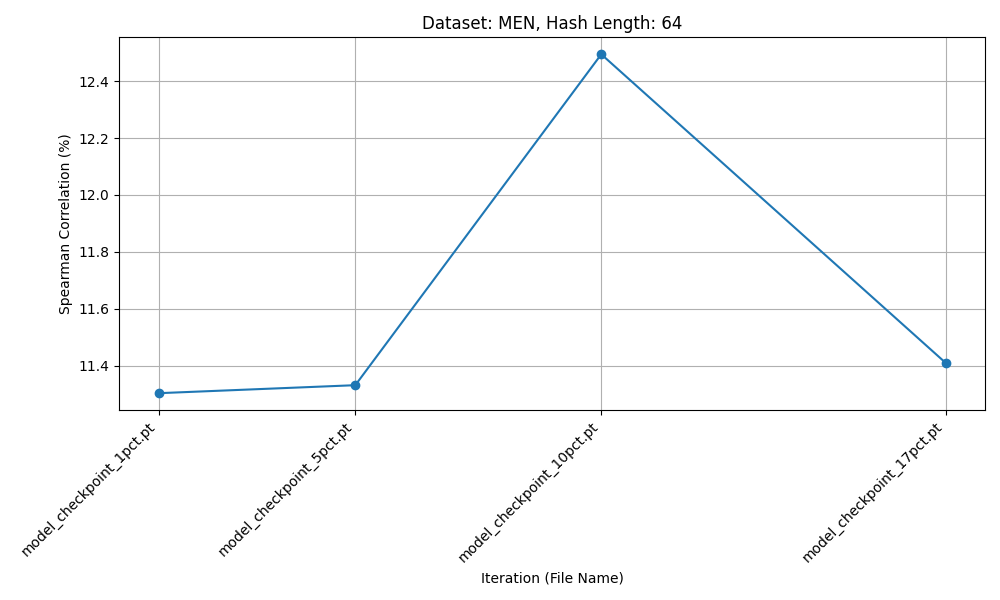 Dataset: MEN, Hash Length: 64
Spearman Correlation (%)
12.4
12.2
12.0
11.8
11.6
11.4
model_checkpoint_1pct.pt
model_checkpoint_5pct.pt
model_checkpoint_10pct.pt
model_checkpoint_17pct.pt
Iteration (File Name)